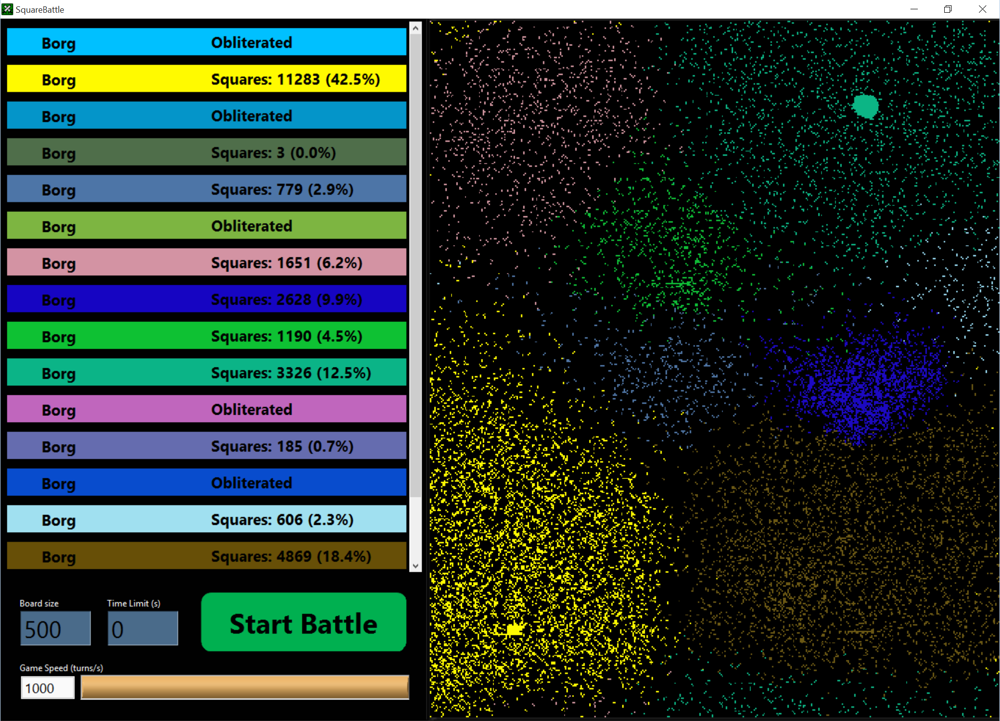 SquareBattle
Borg Obliterated
Borg Squares: 11283 (42.5%)
Borg Obliterated
Borg Squares: 3 (0.0%)
Borg Squares: 779 (2.9%)
Borg Obliterated
Borg Squares: 1651 (6.2%)
Borg Squares: 2628 (9.9%)
Borg Squares: 1190 (4.5%)
Borg Squares: 3326 (12.5%)
Borg Obliterated
Borg Squares: 185 (0.7%)
Borg Obliterated
Borg Squares: 606 (2.3%)
Borg Squares: 4869 (18.4%)
Board size Time Limit (s)
500 0 Start Battle
Game Speed (turns/s)
1000